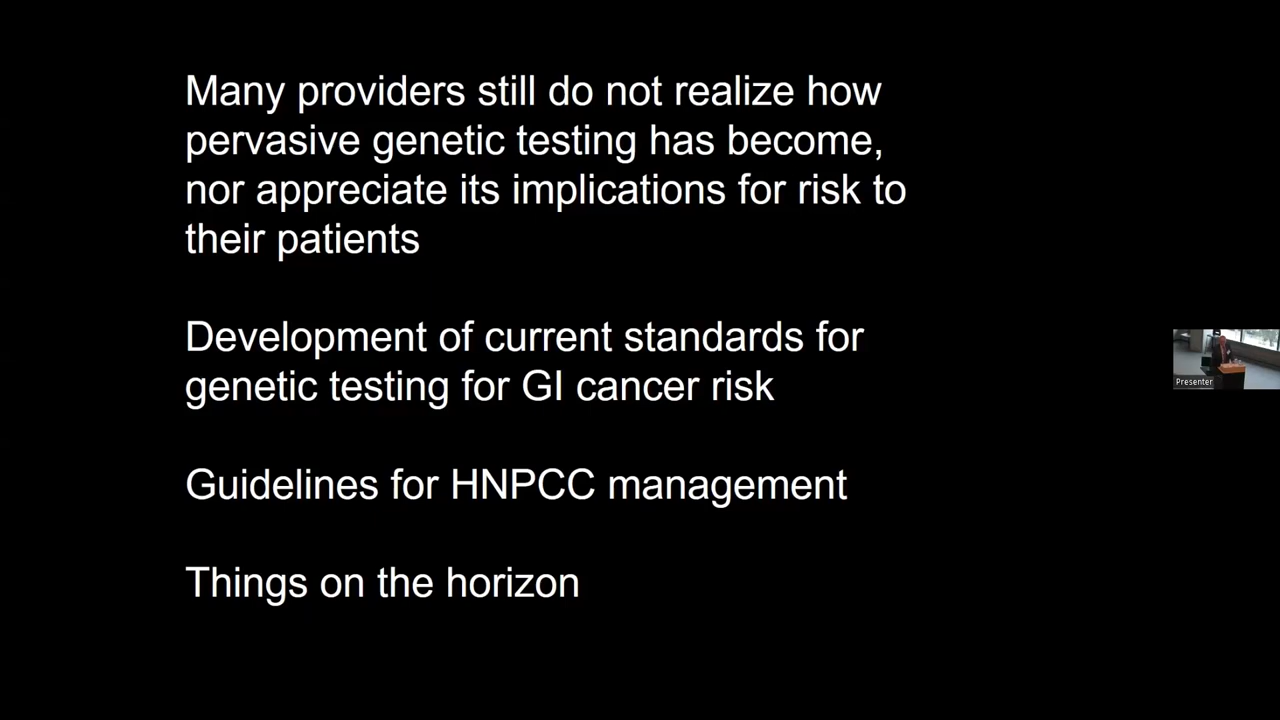 Many providers still do not realize how
pervasive genetic testing has become,
nor appreciate its implications for risk to
their patients
Development of current standards for
genetic testing for GI cancer risk
Guidelines for HNPCC management
Things on the horizon
Presenter